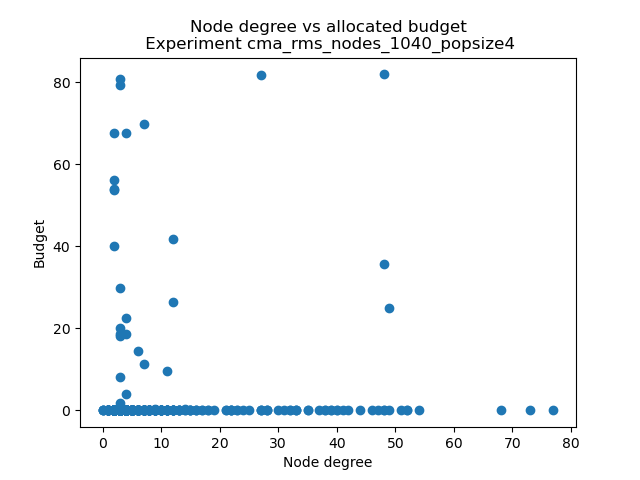 Node degree vs allocated budget
Experiment cma_rms_nodes_1040_popsize4
80
60
40
20
0
Budget
0 10 20 30 40 50 60 70 80
Node degree